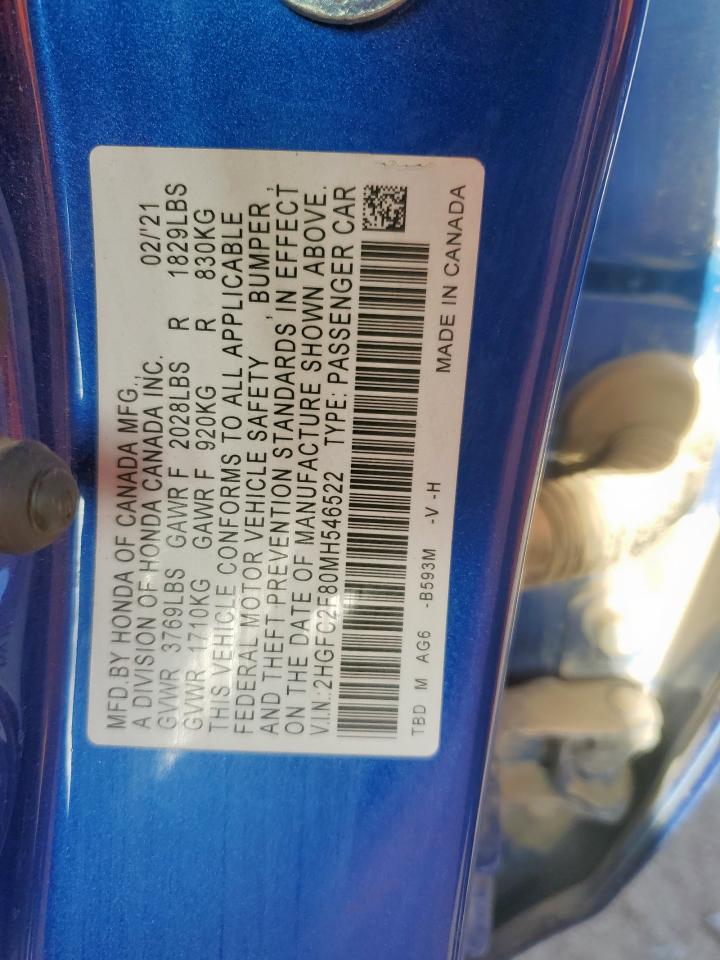 MFD.BY HONDA OF CANADA MFG.,
A DIVISION OF HONDA CANADA INC. 02/'21
GVWR 3769LBS GAWR F 2028LBS R 1829LBS
GVWR 1710KG GAWR F 920KG R 830KG
THIS VEHICLE CONFORMS TO ALL APPLICABLE
FEDERAL MOTOR VEHICLE SAFETY , BUMPER ,
AND THEFT PREVENTION STANDARDS IN EFFECT
ON THE DATE OF MANUFACTURE SHOWN ABOVE.
V.I.N.:2HGFC2F80MH546522 TYPE: PASSENGER CAR
TBD M AG6 -B593M -V -H MADE IN CANADA